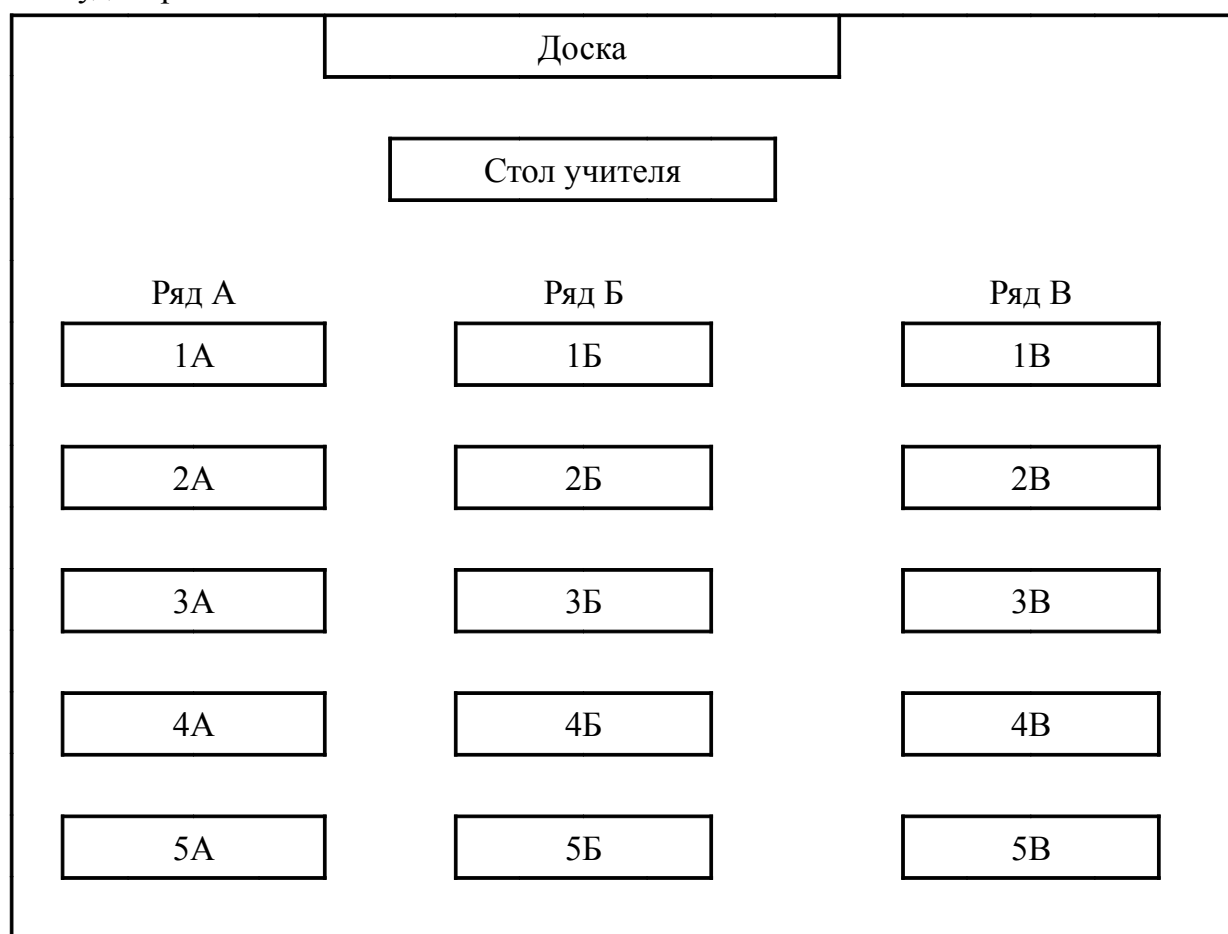 Доска
Стол учителя
Ряд А Ряд Б Ряд В
1А 1Б 1В
2А 2Б 2В
3А 3Б 3В
4А 4Б 4В
5А 5Б 5В